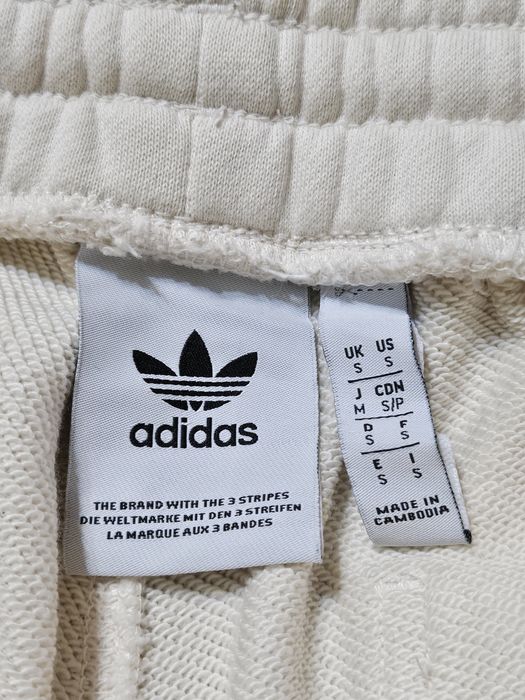 adidas
THE BRAND WITH THE 3 STRIPES
DIE WELTMARKE MIT DEN 3 STREIFEN
LA MARQUE AUX 3 BANDES
UK US
S S
J CDN
M S/P
D F
S S
E I
S S
MADE IN
CAMBODIA